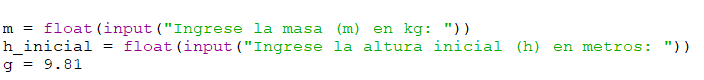 m = float(input("Ingrese la masa (m) en kg: "))
h_inicial = float(input("Ingrese la altura inicial (h) en metros: "))
g = 9.81